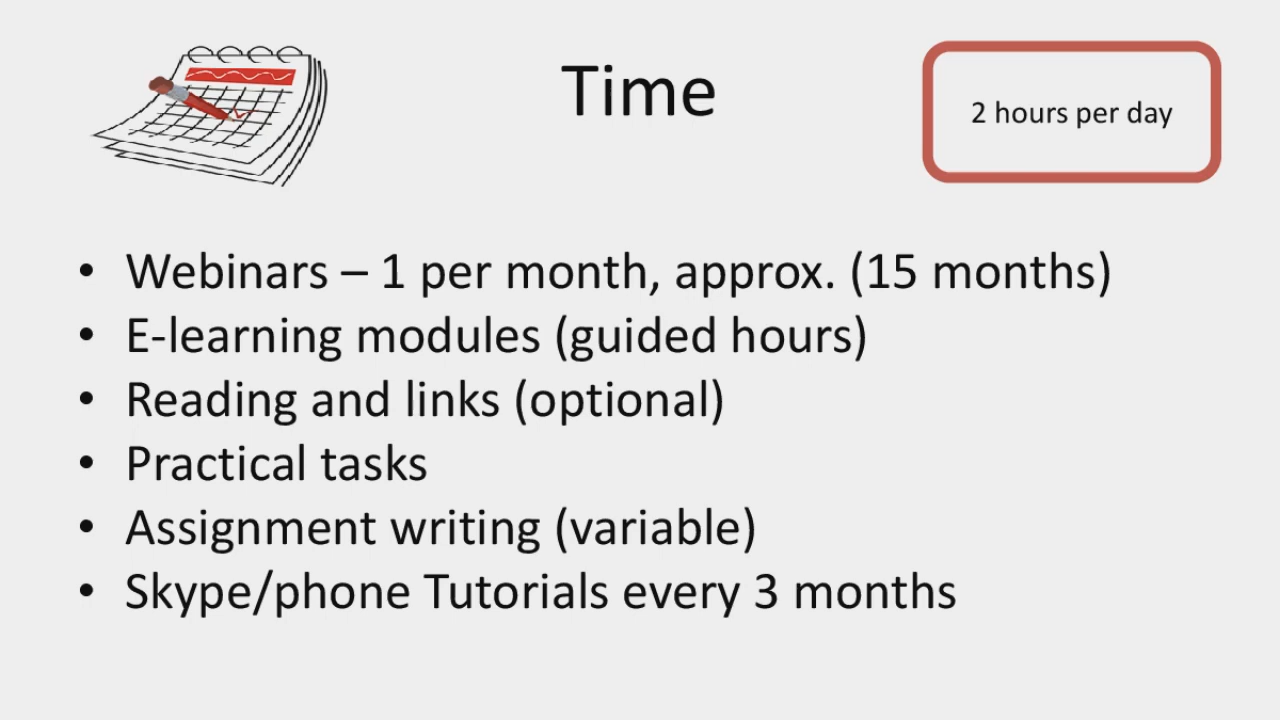 Time
2 hours per day
• Webinars – 1 per month, approx. (15 months)
• E-learning modules (guided hours)
• Reading and links (optional)
• Practical tasks
• Assignment writing (variable)
• Skype/phone Tutorials every 3 months